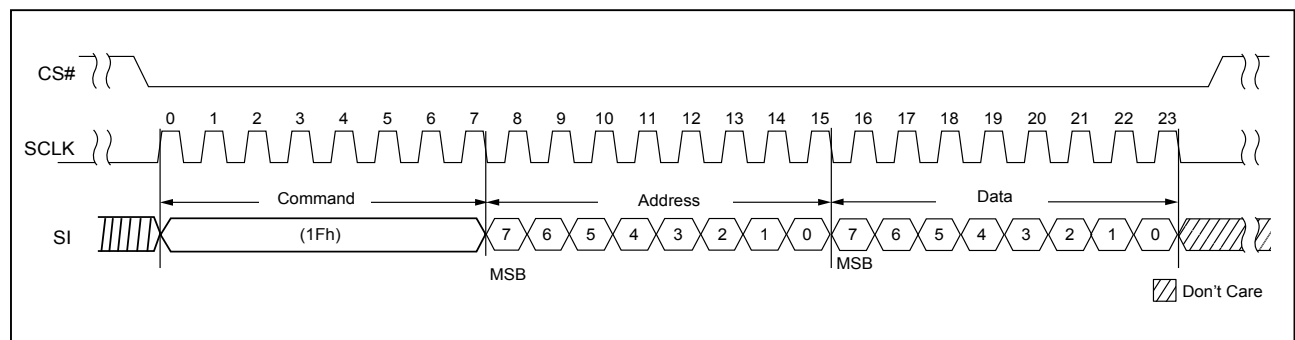 CS#
0 1 2 3 4 5 6 7 8 9 10 11 12 13 14 15 16 17 18 19 20 21 22 23
SCLK
Command Address Data
SI (1Fh) 7 6 5 4 3 2 1 0 7 6 5 4 3 2 1 0
MSB MSB
Don't Care